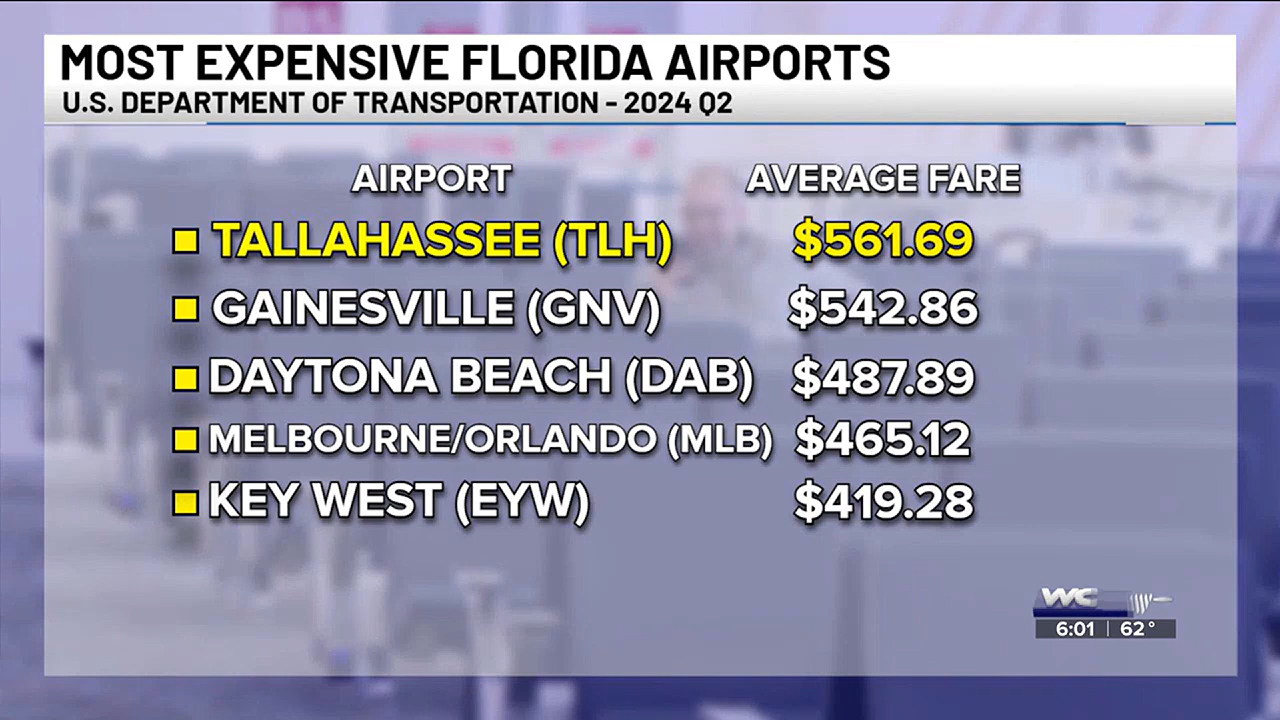 MOST EXPENSIVE FLORIDA AIRPORTS
U.S. DEPARTMENT OF TRANSPORTATION - 2024 Q2
AIRPORT AVERAGE FARE
TALLAHASSEE (TLH) $561.69
GAINESVILLE (GNV) $542.86
DAYTONA BEACH (DAB) $487.89
MELBOURNE/ORLANDO (MLB) $465.12
KEY WEST (EYW) $419.28
WC
6:01 | 62°